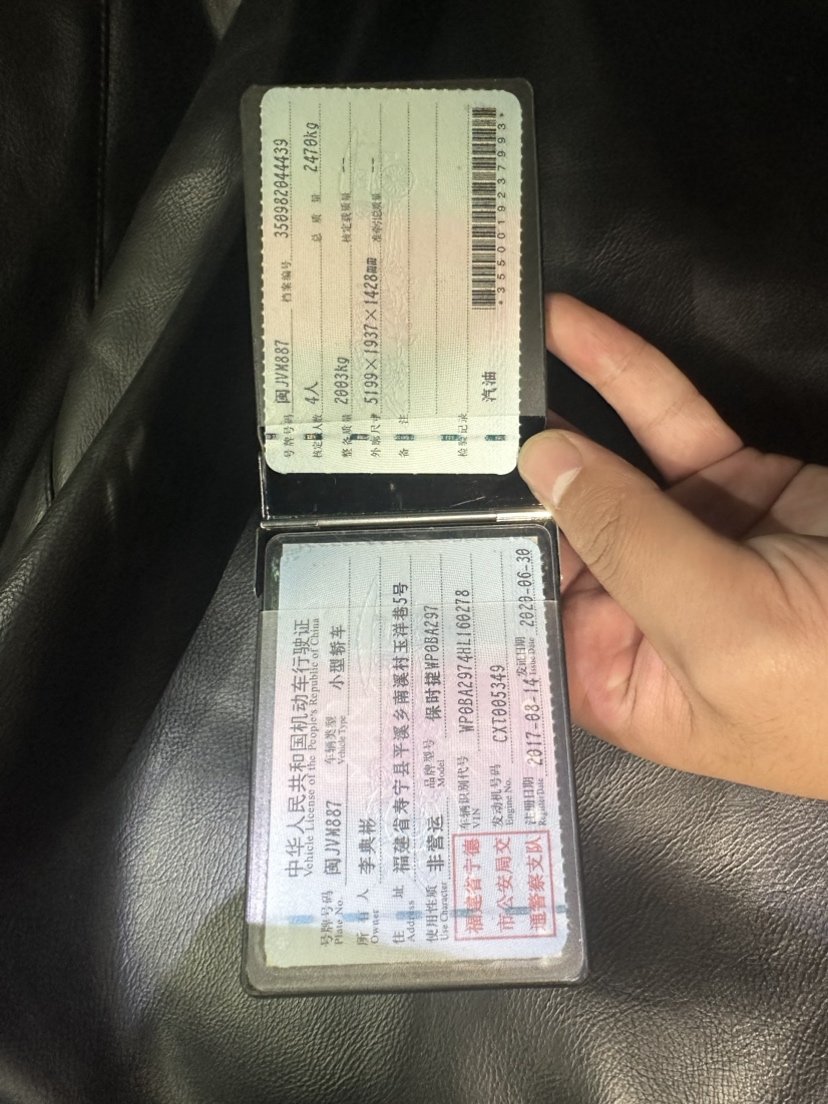 号牌号码 闽JVM887 档案编号 350982044439
核定载人数 4人 总质量 2470kg
整备质量 2003kg 核定载质量 --
外廓尺寸 5199×1937×1428mm 准牵引总质量 --
备注
检验记录
汽油 *3550019237993*
中华人民共和国机动车行驶证
Vehicle License of the People's Republic of China
号牌号码 闽JVM887 车辆类型 小型轿车
Plate No. Vehicle Type
所有人 李典彬
Owner
住址 福建省寿宁县平溪乡南溪村玉洋巷5号
Address
使用性质 非营运 品牌型号 保时捷WP0BA297
Use Character Model
福建省宁德市公安局交通警察支队
车辆识别代号 WP0BA2974HL160278
VIN
发动机号码 CXT005349
Engine No.
注册日期 2017-08-14 发证日期 2020-06-30
Register Date Issue Date